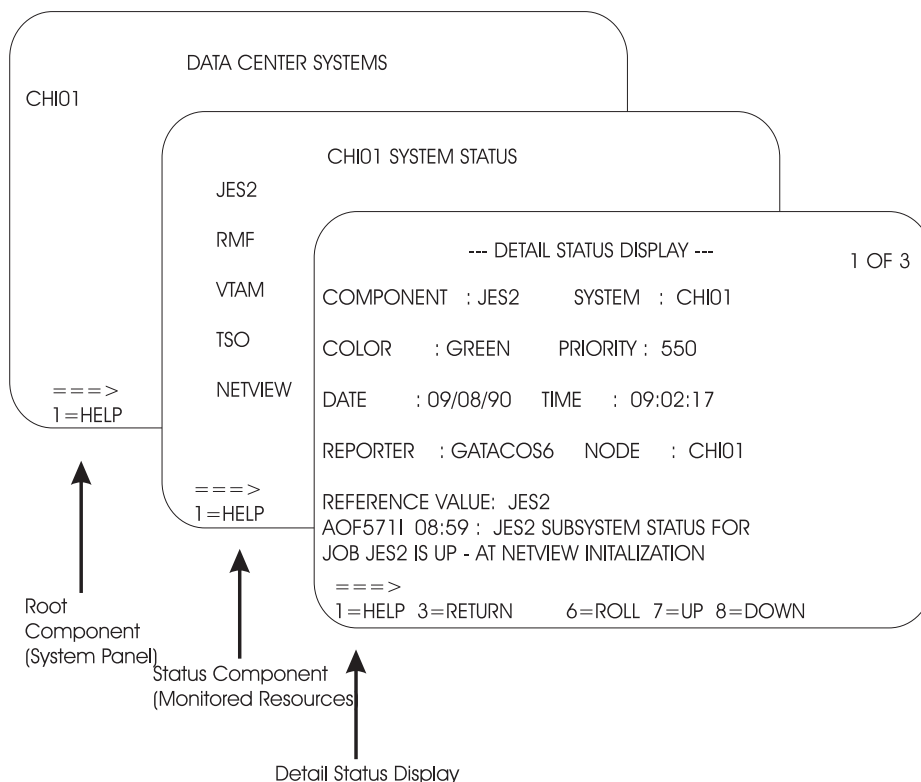 DATA CENTER SYSTEMS
CHI01
===>
1=HELP
CHI01 SYSTEM STATUS
JES2
RMF
VTAM
TSO
NETVIEW
===>
1=HELP
--- DETAIL STATUS DISPLAY ---
1 OF 3
COMPONENT : JES2 SYSTEM : CHI01
COLOR : GREEN PRIORITY : 550
DATE : 09/08/90 TIME : 09:02:17
REPORTER : GATACOS6 NODE : CHI01
REFERENCE VALUE: JES2
AOF571I 08:59 : JES2 SUBSYSTEM STATUS FOR
JOB JES2 IS UP - AT NETVIEW INITALIZATION
===>
1=HELP 3=RETURN 6=ROLL 7=UP 8=DOWN
Root
Component
(System Panel)
Status Component
(Monitored Resources)
Detail Status Display